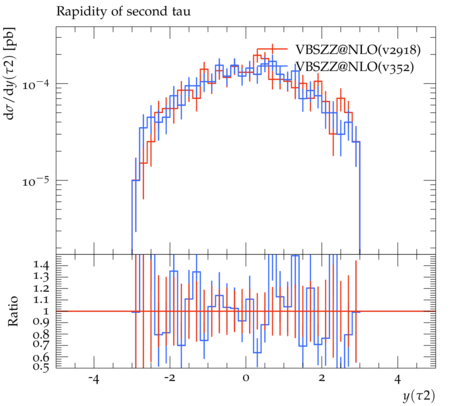 Rapidity of second tau
VBSZZ@NLO(v2918)
VBSZZ@NLO(v352)
dσ/dy(τ2) [pb]
10⁻⁴
10⁻⁵
Ratio
1.4
1.3
1.2
1.1
1
0.9
0.8
0.7
0.6
0.5
-4 -2 0 2 4
y(τ2)